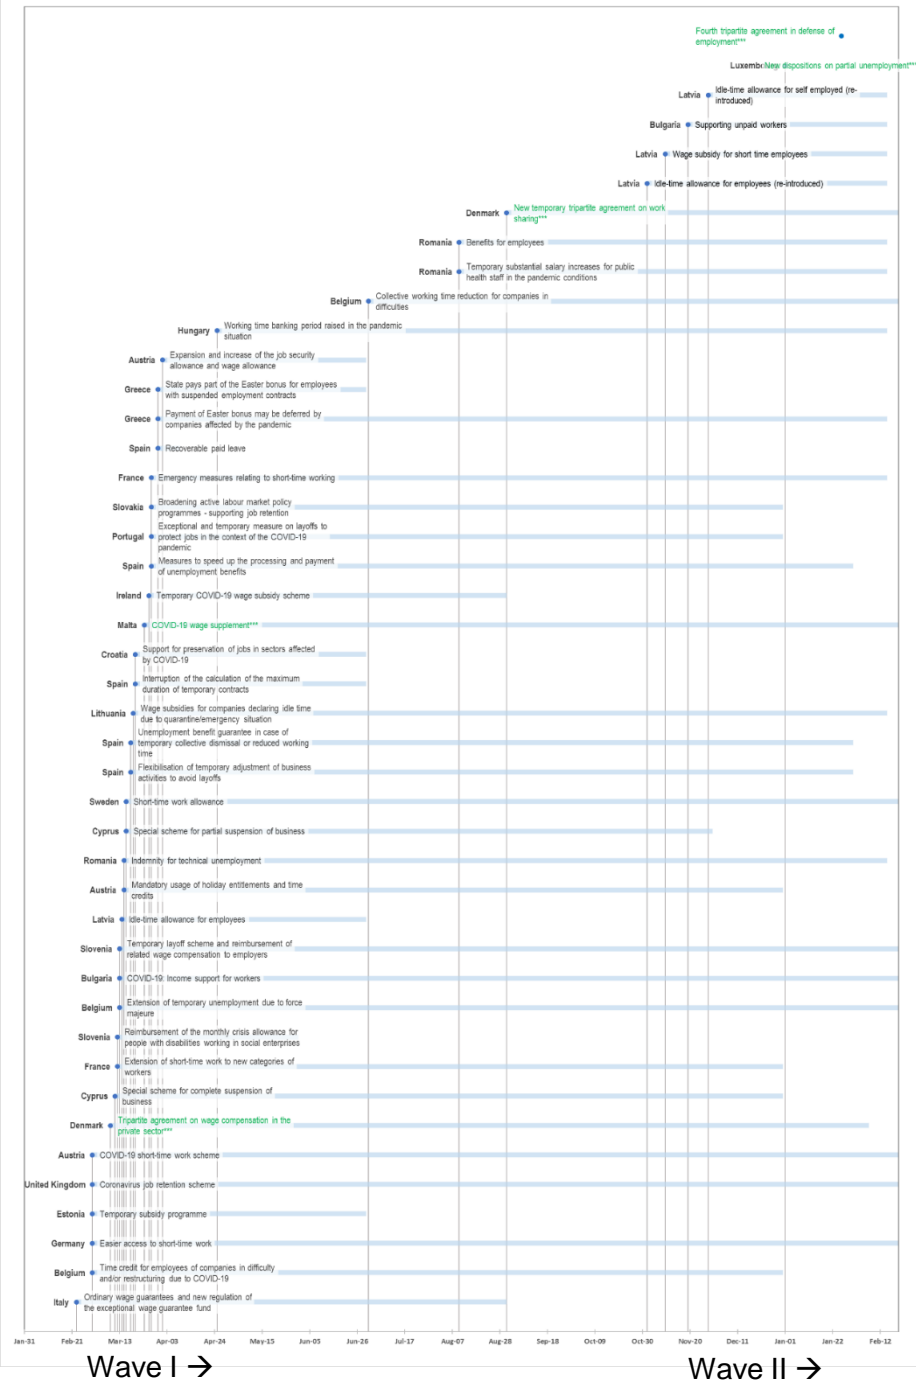 Fourth tripartite agreement in defense of
employment***
New dispositions on partial unemployment***
Latvia Idle-time allowance for self employed (re-
introduced)
Bulgaria Supporting unpaid workers
Latvia Wage subsidy for short time employees
Latvia Idle-time allowance for employees (re-introduced)
Denmark New temporary tripartite agreement on work
sharing***
Romania Benefits for employees
Romania Temporary substantial salary increases for public
health staff in the pandemic conditions
Belgium Collective working time reduction for companies in
difficulties
Hungary Working time banking period raised in the pandemic
situation
Austria Expansion and increase of the job security
allowance and wage allowance
Greece State pays part of the Easter bonus for employees
with suspended employment contracts
Greece Payment of Easter bonus may be deferred by
companies affected by the pandemic
Spain Recoverable paid leave
France Emergency measures relating to short-time working
Slovakia Broadening active labour market policy
programmes - supporting job retention
Portugal Exceptional and temporary measure on layoffs to
protect jobs in the context of the COVID-19
pandemic
Spain Measures to speed up the processing and payment
of unemployment benefits
Ireland Temporary COVID-19 wage subsidy scheme
Malta COVID-19 wage supplement***
Croatia Support for preservation of jobs in sectors affected
by COVID-19
Spain Interruption of the calculation of the maximum
duration of temporary contracts
Lithuania Wage subsidies for companies declaring idle time
due to quarantine/emergency situation
Spain Unemployment benefit guarantee in case of
temporary collective dismissal or reduced working
time
Spain Flexibilisation of temporary adjustment of business
activities to avoid layoffs
Sweden Short-time work allowance
Cyprus Special scheme for partial suspension of business
Romania Indemnity for technical unemployment
Austria Mandatory usage of holiday entitlements and time
credits
Latvia Idle-time allowance for employees
Slovenia Temporary layoff scheme and reimbursement of
related wage compensation to employers
Bulgaria COVID-19: Income support for workers
Belgium Extension of temporary unemployment due to force
majeure
Slovenia Reimbursement of the monthly crisis allowance for
people with disabilities working in social enterprises
France Extension of short-time work to new categories of
workers
Cyprus Special scheme for complete suspension of
business
Denmark Tripartite agreement on wage compensation in the
private sector***
Austria COVID-19 short-time work scheme
United Kingdom Coronavirus job retention scheme
Estonia Temporary subsidy programme
Germany Easier access to short-time work
Belgium Time credit for employees of companies in difficulty
and/or restructuring due to COVID-19
Italy Ordinary wage guarantees and new regulation of
the exceptional wage guarantee fund
Jan-31 Feb-21 Mar-13 Apr-03 Apr-24 May-15 Jun-05 Jun-26 Jul-17 Aug-07 Aug-28 Sep-18 Oct-09 Oct-30 Nov-20 Dec-11 Jan-01 Jan-22 Feb-12
Wave I → Wave II →